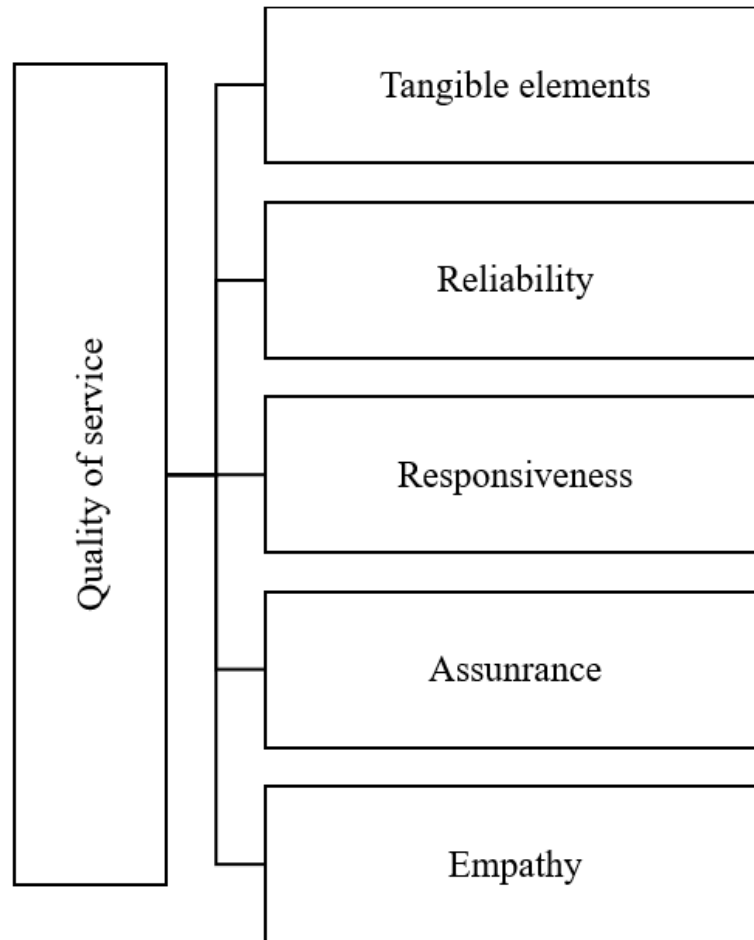 Quality of service
Tangible elements
Reliability
Responsiveness
Assunrance
Empathy